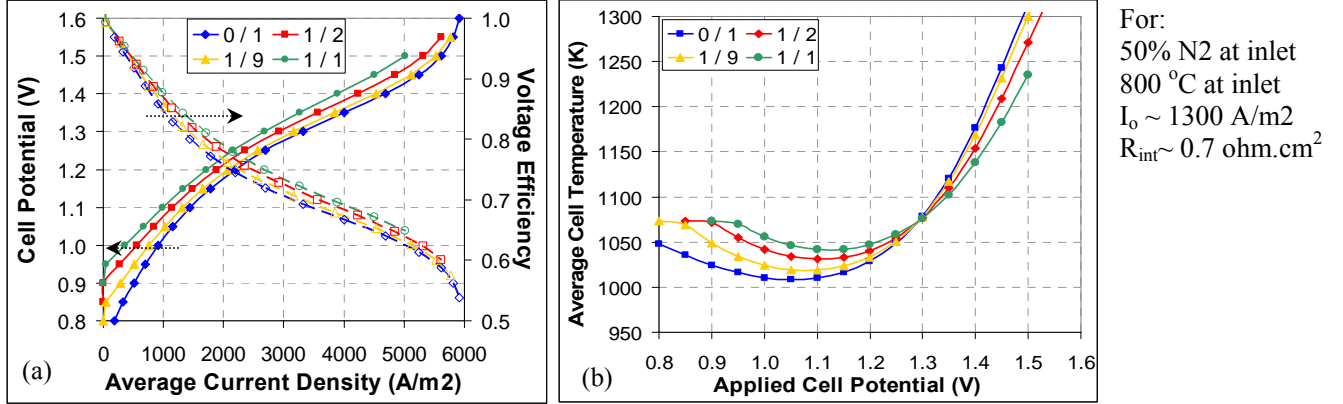 1.6
1.5
1.4
1.3
1.2
1.1
1.0
0.9
0.8
Cell Potential (V)
0 / 1
1 / 2
1 / 9
1 / 1
1.0
0.9
0.8
0.7
0.6
0.5
Voltage Efficiency
(a)
0 1000 2000 3000 4000 5000 6000
Average Current Density (A/m2)
1300
1250
1200
1150
1100
1050
1000
950
Average Cell Temperature (K)
0 / 1
1 / 2
1 / 9
1 / 1
(b)
0.8 0.9 1.0 1.1 1.2 1.3 1.4 1.5 1.6
Applied Cell Potential (V)
For:
50% N2 at inlet
800 °C at inlet
Iₒ ~ 1300 A/m2
R_int~ 0.7 ohm.cm²